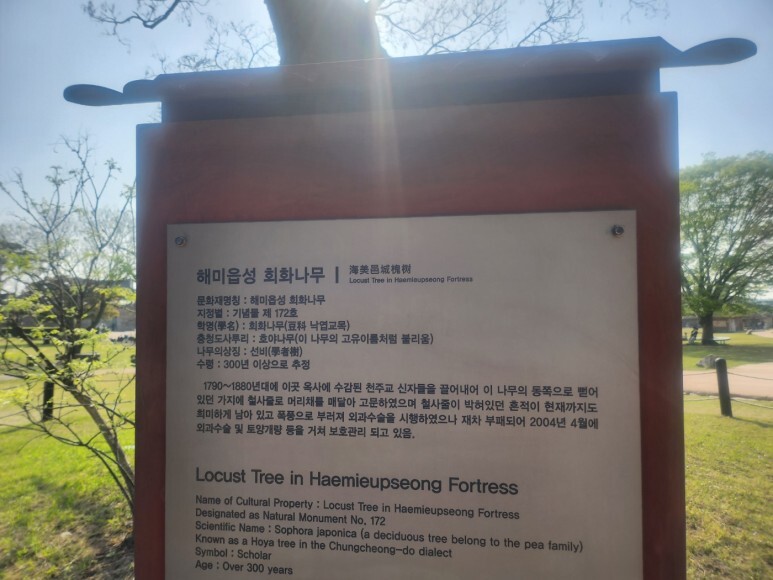 해미읍성 회화나무 | 海美邑城槐樹
Locust Tree in Haemieupseong Fortress
문화재명칭 : 해미읍성 회화나무
지정별 : 기념물 제 172호
학명(學名) : 회화나무(豆科 낙엽교목)
충청도사투리 : 호야나무(이 나무의 고유이름처럼 불리움)
나무의상징 : 선비(學者樹)
수령 : 300년 이상으로 추정
1790~1880년대에 이곳 옥사에 수감된 천주교 신자들을 끌어내어 이 나무의 동쪽으로 뻗어
있던 가지에 철사줄로 머리채를 매달아 고문하였으며 철사줄이 박혀있던 흔적이 현재까지도
희미하게 남아 있고 폭풍으로 부러져 외과수술을 시행하였으나 재차 부패되어 2004년 4월에
외과수술 및 토양개량 등을 거쳐 보호관리 되고 있음.
Locust Tree in Haemieupseong Fortress
Name of Cultural Property : Locust Tree in Haemieupseong Fortress
Designated as Natural Monument No. 172
Scientific Name : Sophora japonica (a deciduous tree belong to the pea family)
Known as a Hoya tree in the Chungcheong-do dialect
Symbol : Scholar
Age : Over 300 years